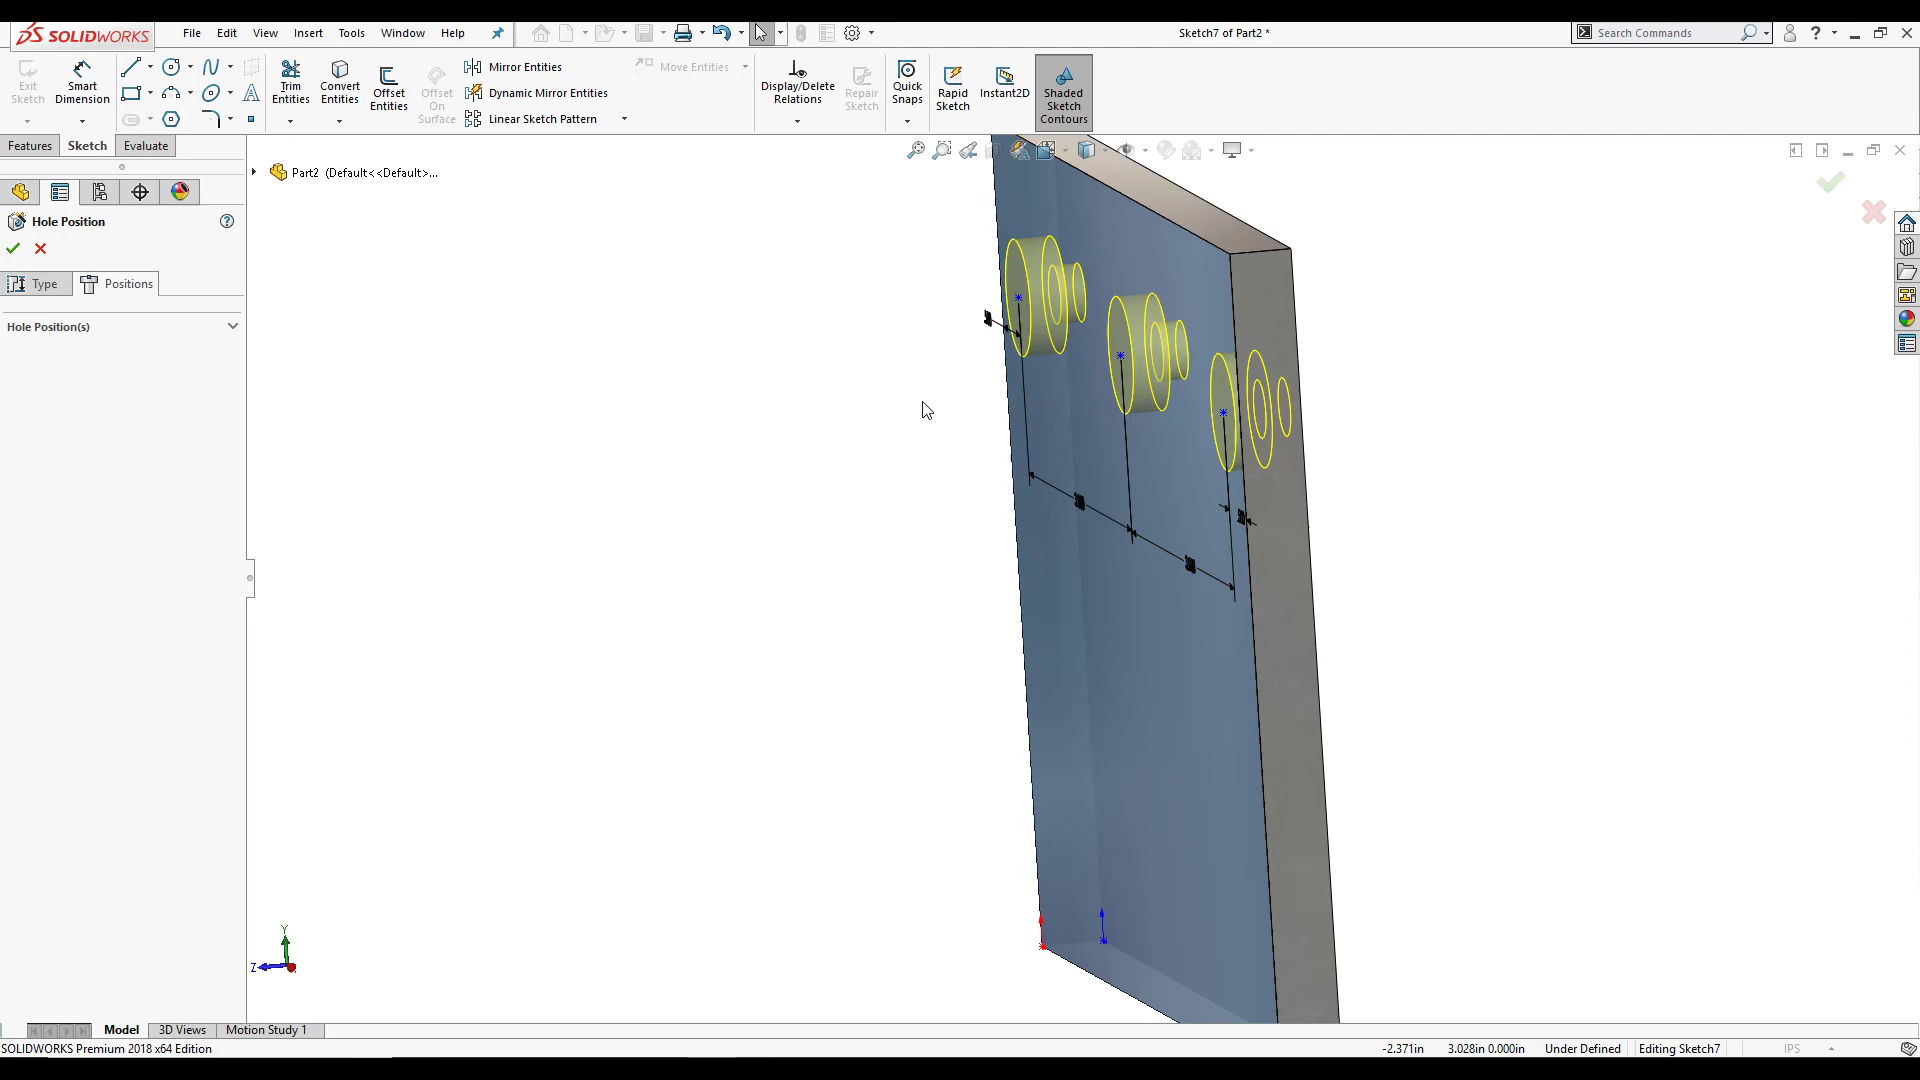 SOLIDWORKS File Edit View Insert Tools Window Help Sketch7 of Part2 * Search Commands
Exit Sketch Smart Dimension Trim Entities Convert Entities Offset Entities Offset On Surface Mirror Entities Dynamic Mirror Entities Linear Sketch Pattern Move Entities Display/Delete Relations Repair Sketch Quick Snaps Rapid Sketch Instant2D Shaded Sketch Contours
Features Sketch Evaluate
Part2 (Default<<Default>...
Hole Position
Type Positions
Hole Position(s)
Y
Z
Model 3D Views Motion Study 1
SOLIDWORKS Premium 2018 x64 Edition -2.371in 3.028in 0.000in Under Defined Editing Sketch7 IPS